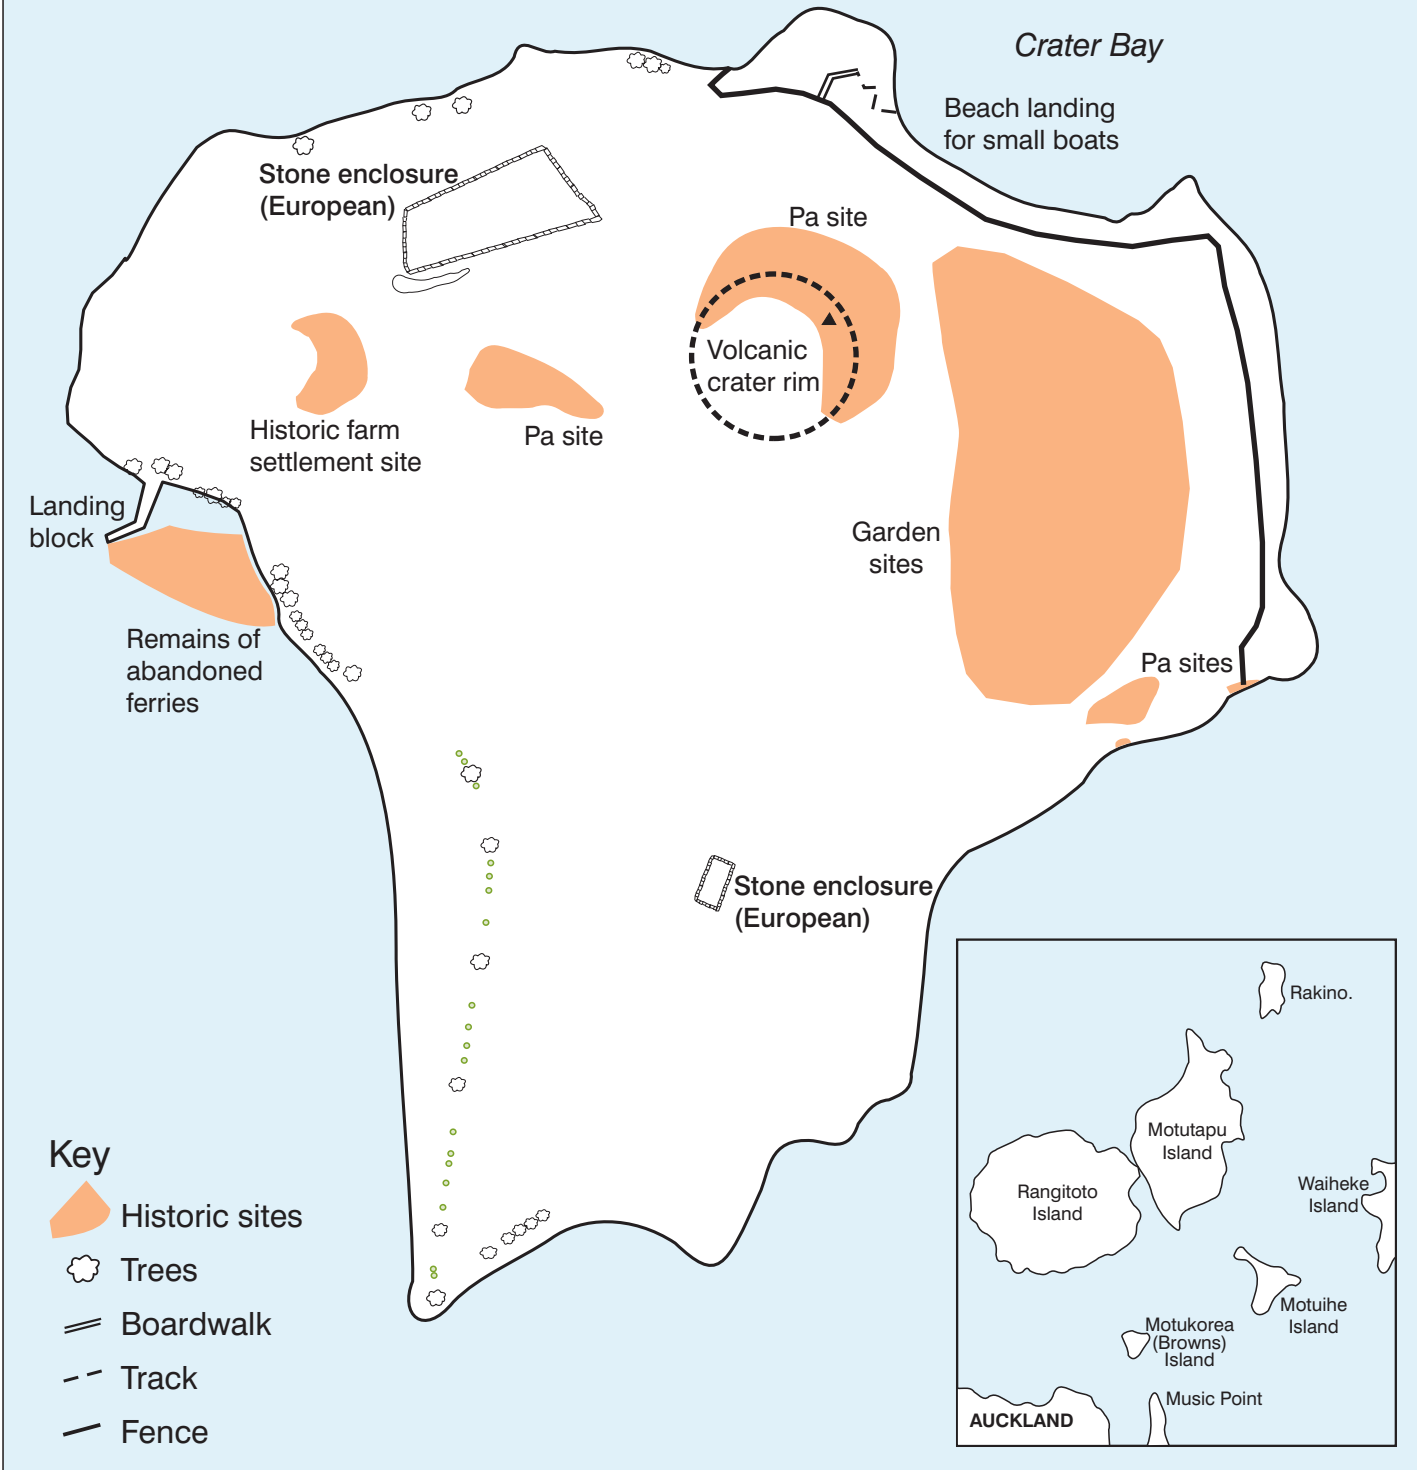 Crater Bay
Beach landing
for small boats
Stone enclosure
(European)
Pa site
Volcanic
crater rim
Historic farm
settlement site
Pa site
Landing
block
Garden
sites
Remains of
abandoned
ferries
Pa sites
Stone enclosure
(European)
Key
Historic sites
Trees
Boardwalk
Track
Fence
Rakino.
Motutapu
Island
Rangitoto
Island
Waiheke
Island
Motuihe
Island
Motukorea
(Browns)
Island
Music Point
AUCKLAND